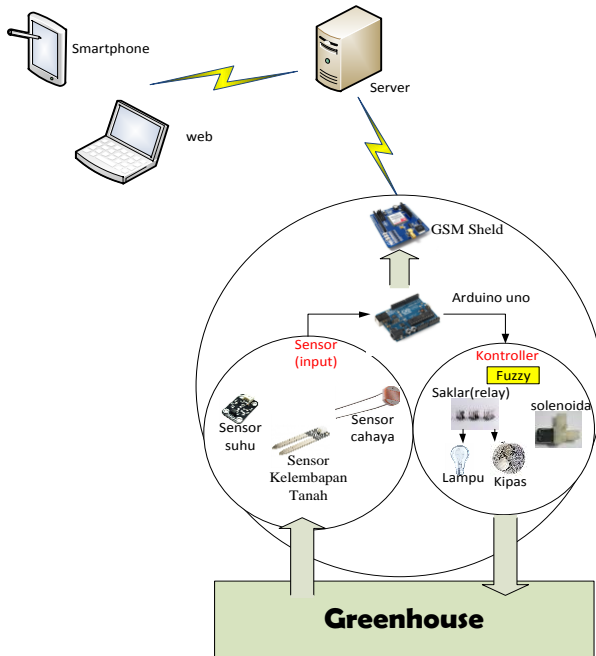 Smartphone
Server
web
GSM Sheld
Arduino uno
Sensor
(input)
Kontroller
Fuzzy
Saklar(relay)
solenoida
Sensor
suhu
Sensor
cahaya
Sensor
Kelembapan
Tanah
Lampu
Kipas
Greenhouse